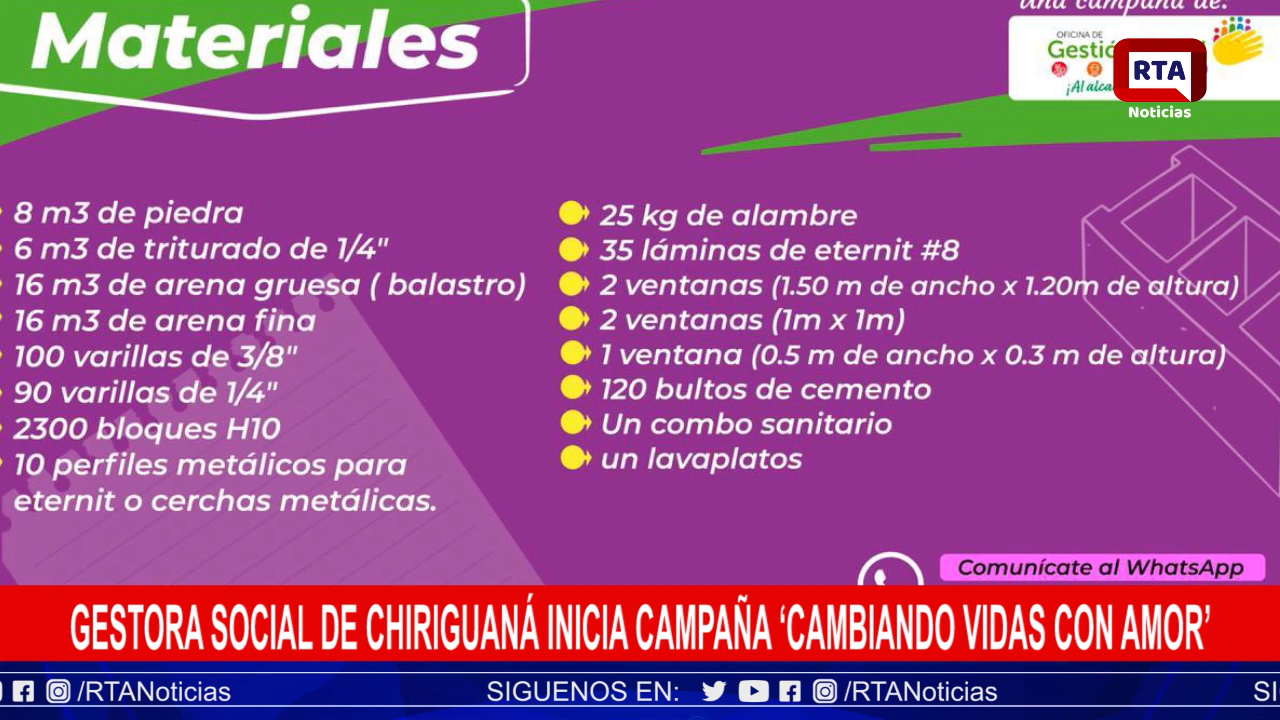 Materiales
una campaña de:
OFICINA DE
Gestió
¡Al alca
RTA
Noticias
8 m3 de piedra
6 m3 de triturado de 1/4"
16 m3 de arena gruesa ( balastro)
16 m3 de arena fina
100 varillas de 3/8"
90 varillas de 1/4"
2300 bloques H10
10 perfiles metálicos para
eternit o cerchas metálicas.
25 kg de alambre
35 láminas de eternit #8
2 ventanas (1.50 m de ancho x 1.20m de altura)
2 ventanas (1m x 1m)
1 ventana (0.5 m de ancho x 0.3 m de altura)
120 bultos de cemento
Un combo sanitario
un lavaplatos
Comunícate al WhatsApp
GESTORA SOCIAL DE CHIRIGUANÁ INICIA CAMPAÑA ‘CAMBIANDO VIDAS CON AMOR’
/RTANoticias SIGUENOS EN: /RTANoticias SI